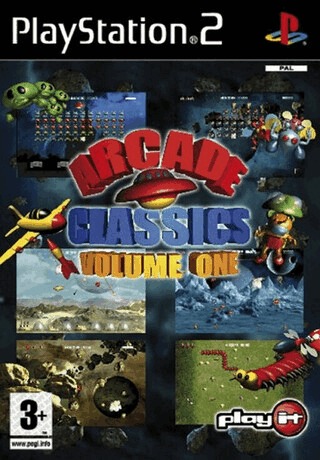 PlayStation®2
PAL
ARCADE
CLASSICS
VOLUME ONE
3+
www.pegi.info
play it